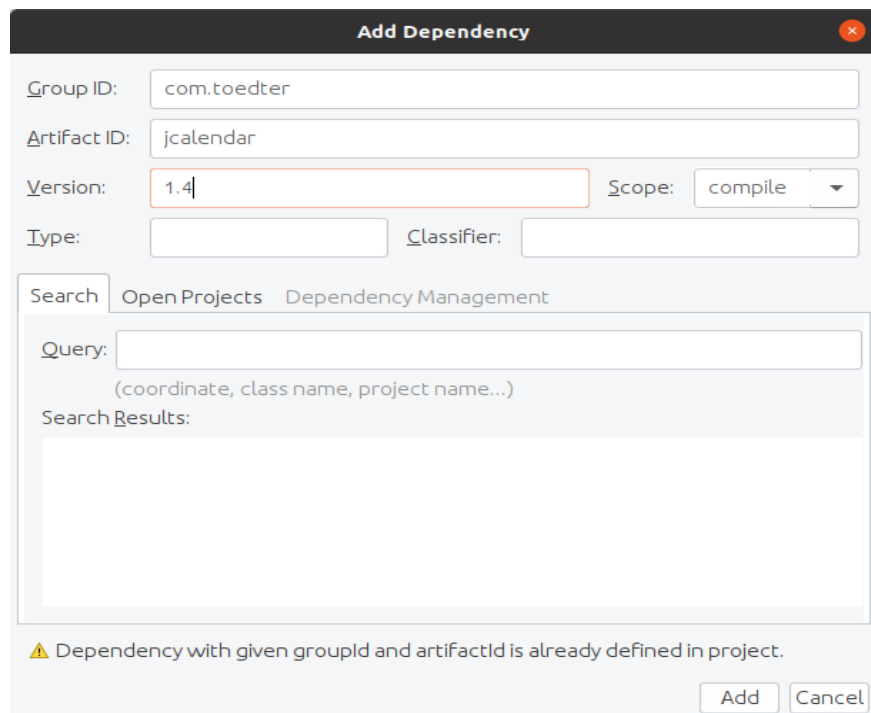 Add Dependency
Group ID: com.toedter
Artifact ID: jcalendar
Version: 1.4 Scope: compile
Type: Classifier:
Search Open Projects Dependency Management
Query:
(coordinate, class name, project name...)
Search Results:
Dependency with given groupId and artifactId is already defined in project.
Add Cancel